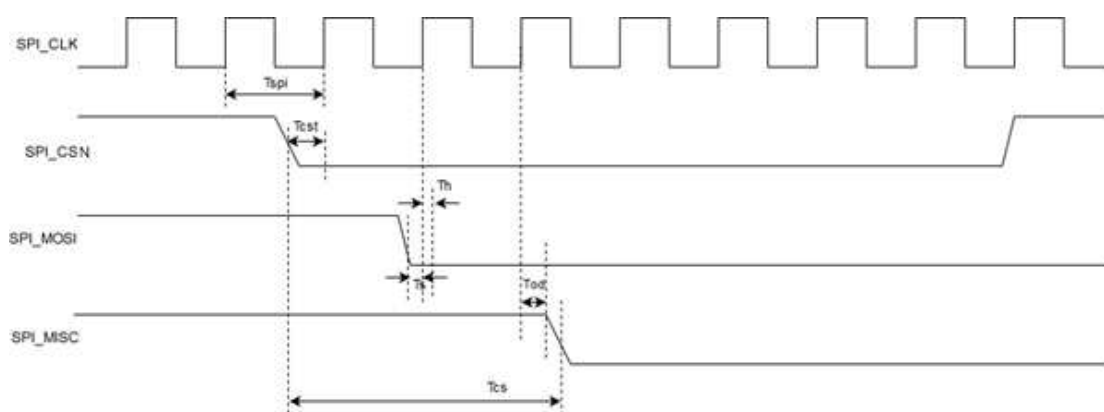 SPI_CLK
Tspi
Tcst
SPI_CSN
Th
SPI_MOSI
Ts
Tod
SPI_MISC
Tcs